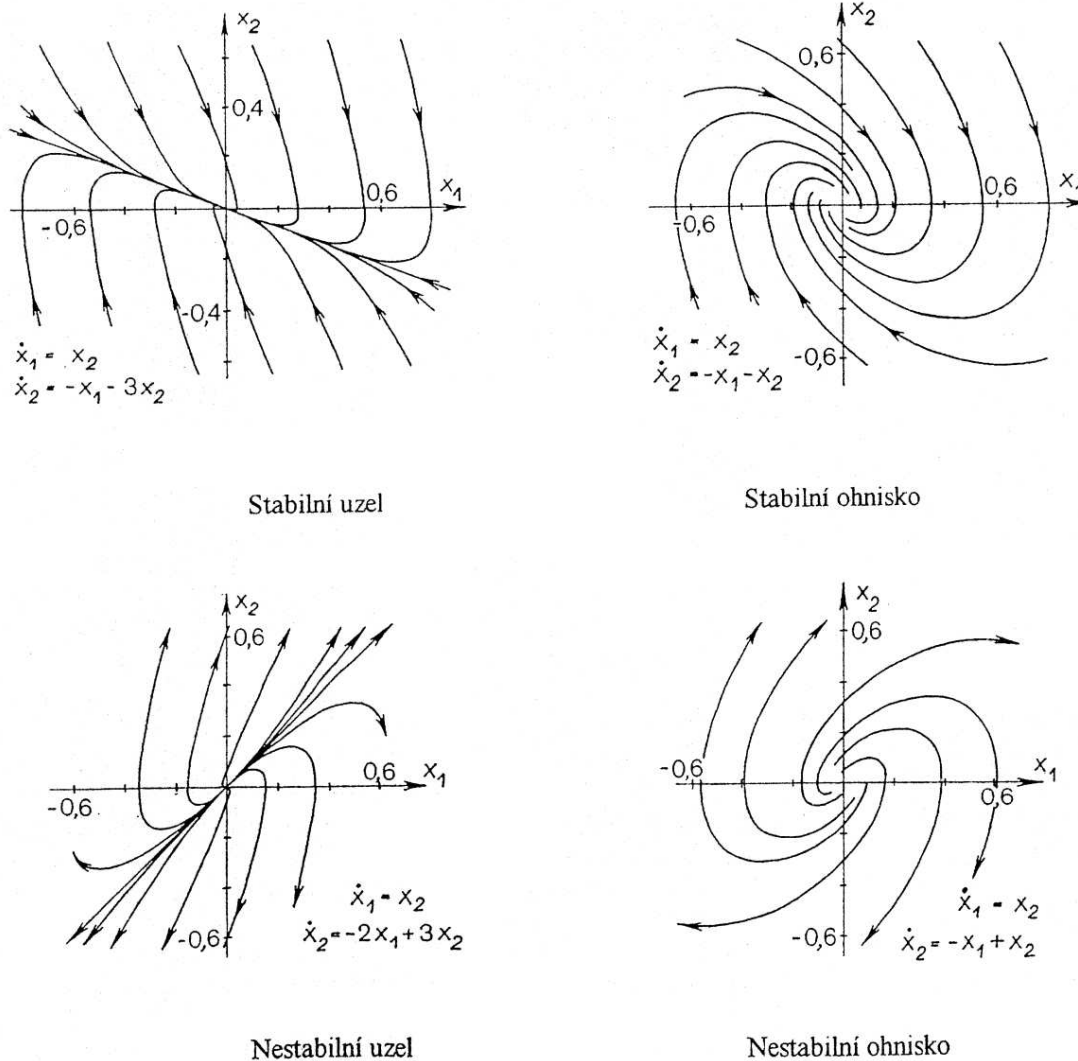 x₂
0,4
0,6
x₁
-0,6
-0,4
ẋ₁ = x₂
ẋ₂ = -x₁ - 3x₂
Stabilní uzel
x₂
0,6
0,6
x₁
-0,6
-0,6
ẋ₁ = x₂
ẋ₂ = -x₁ - x₂
Stabilní ohnisko
x₂
0,6
0,6
x₁
-0,6
-0,6
ẋ₁ = x₂
ẋ₂ = -2x₁ + 3x₂
Nestabilní uzel
x₂
0,6
-0,6
x₁
0,6
-0,6
ẋ₁ = x₂
ẋ₂ = -x₁ + x₂
Nestabilní ohnisko